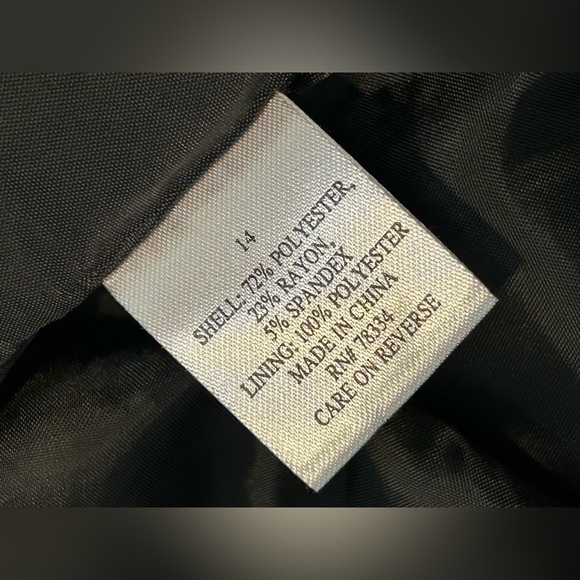 14
SHELL: 72% POLYESTER,
23% RAYON,
5% SPANDEX
LINING: 100% POLYESTER
MADE IN CHINA
RN# 78334
CARE ON REVERSE